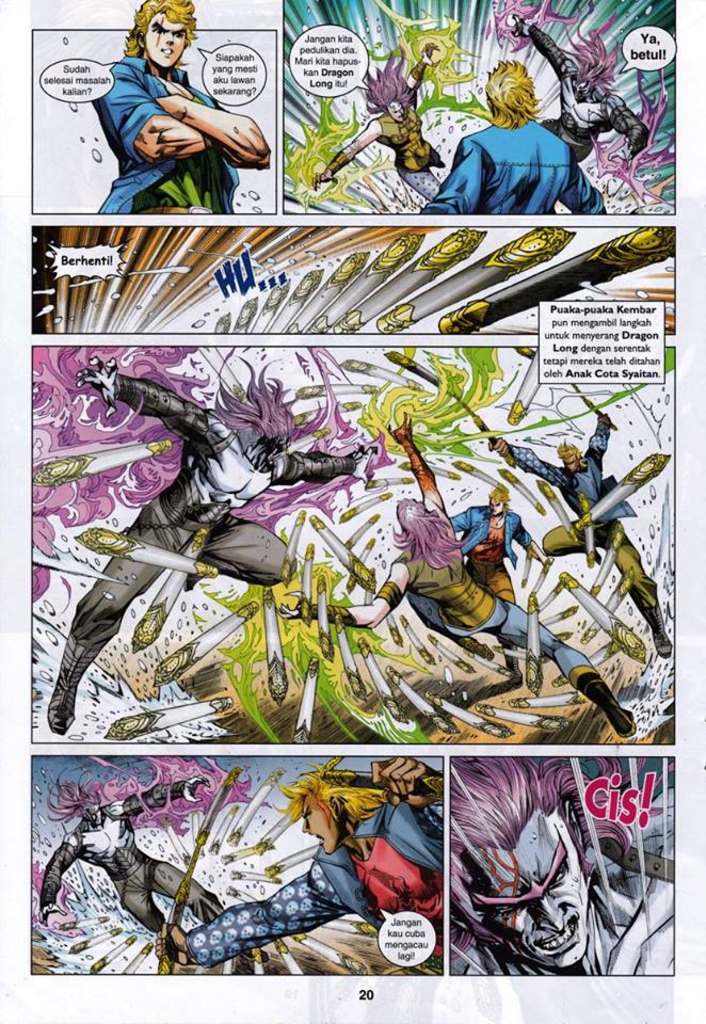 Sudah
selesai masalah
kalian?
Siapakah
yang mesti
aku lawan
sekarang?
Jangan kita
pedulikan dia.
Mari kita hapus-
kan Dragon
Long itu!
Ya,
betul!
Berhenti!
HU...
Puaka-puaka Kembar
pun mengambil langkah
untuk menyerang Dragon
Long dengan serentak
tetapi mereka telah ditahan
oleh Anak Cota Syaitan.
Jangan
kau cuba
mengacau
lagi!
Cis!
20